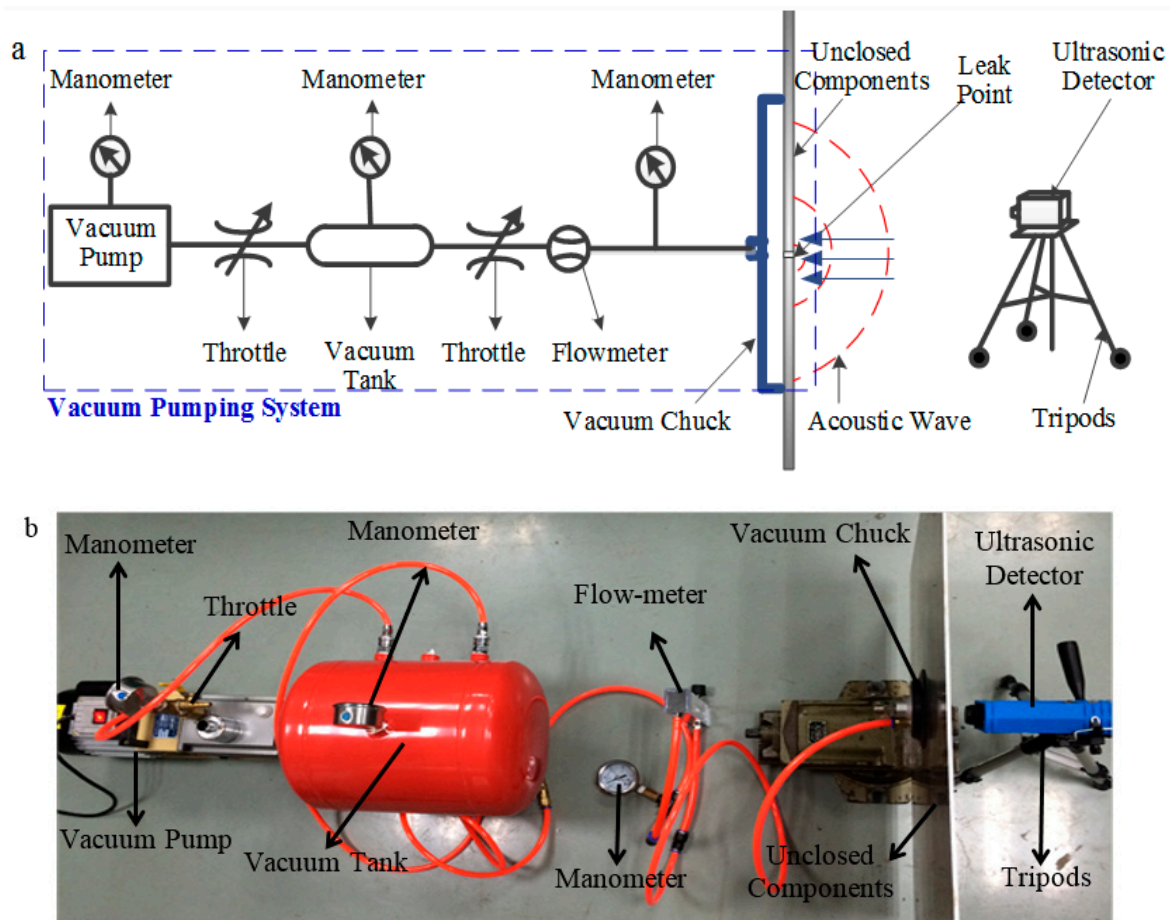 a
Manometer
Manometer
Manometer
Unclosed
Components
Leak
Point
Ultrasonic
Detector
Vacuum
Pump
Throttle
Vacuum
Tank
Throttle
Flowmeter
Vacuum Pumping System
Vacuum Chuck
Acoustic Wave
Tripods
b
Manometer
Manometer
Vacuum Chuck
Ultrasonic
Detector
Throttle
Flow-meter
Vacuum Pump
Vacuum Tank
Manometer
Unclosed
Components
Tripods